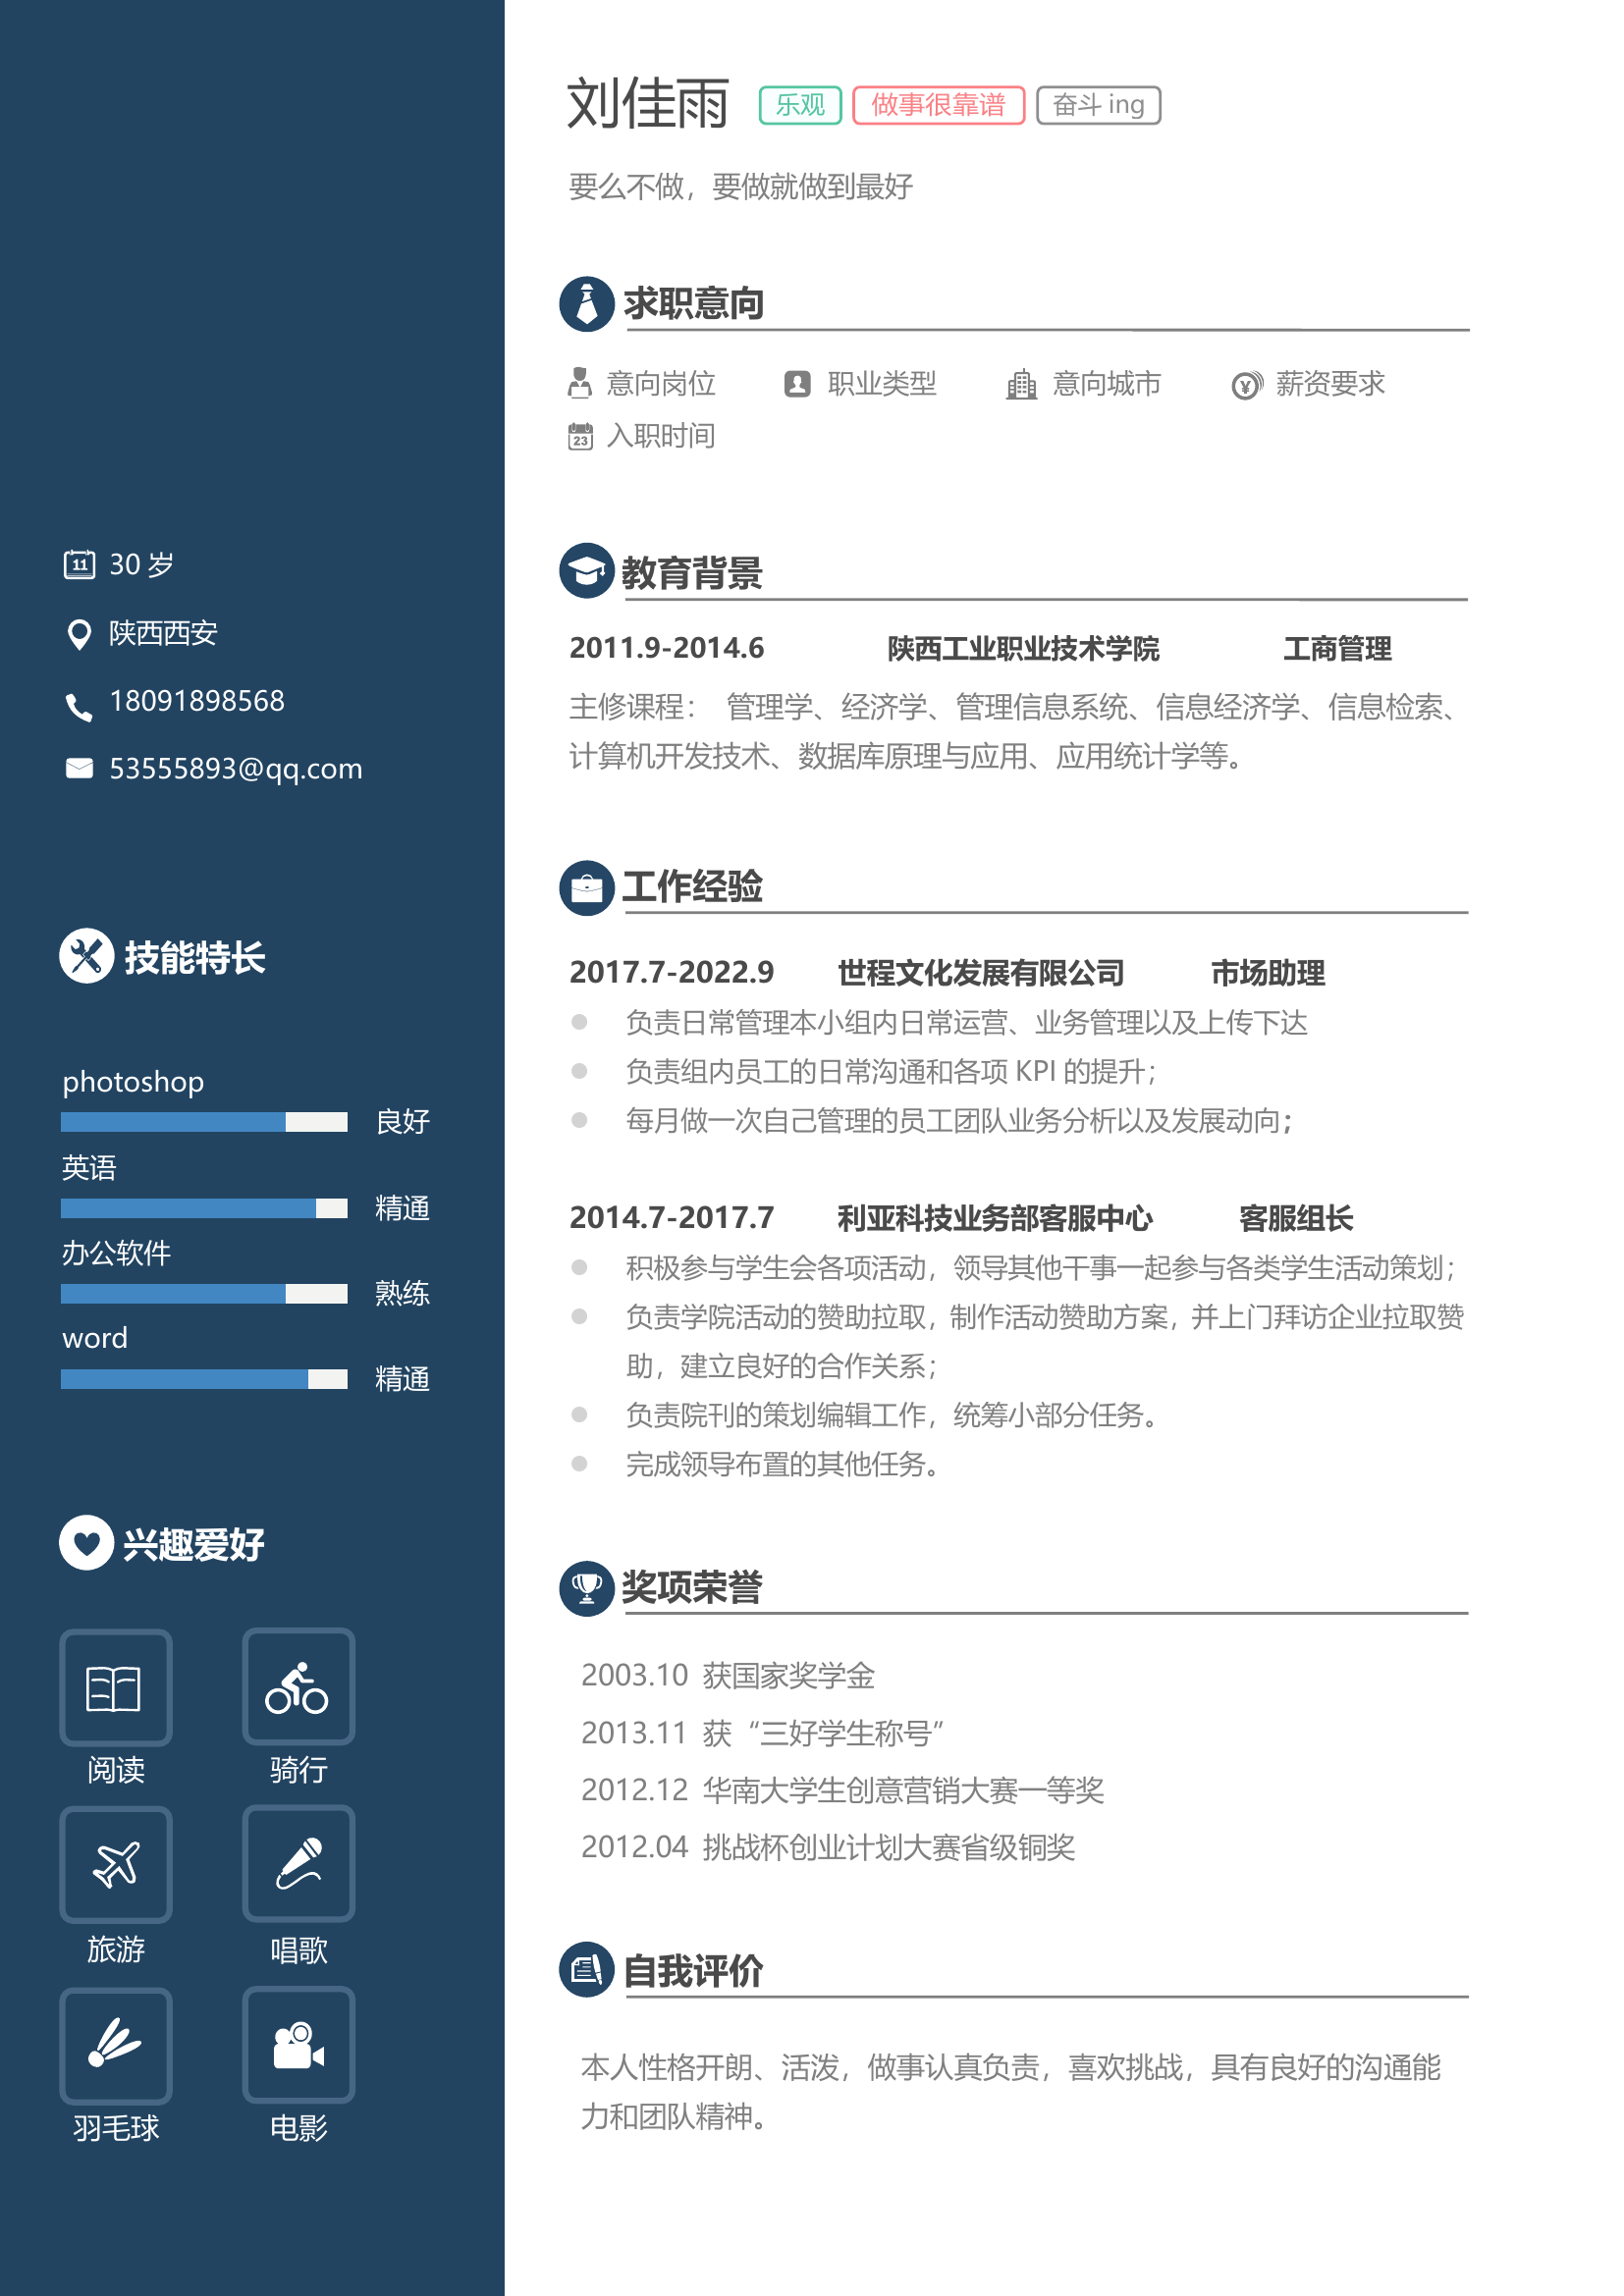 刘佳雨 乐观 做事很靠谱 奋斗 ing
要么不做，要做就做到最好
求职意向
意向岗位 职业类型 意向城市 薪资要求
23 入职时间
11 30 岁
陕西西安
18091898568
53555893@qq.com
技能特长
photoshop
良好
英语
精通
办公软件
熟练
word
精通
兴趣爱好
阅读 骑行
旅游 唱歌
羽毛球 电影
教育背景
2011.9-2014.6 陕西工业职业技术学院 工商管理
主修课程： 管理学、经济学、管理信息系统、信息经济学、信息检索、
计算机开发技术、数据库原理与应用、应用统计学等。
工作经验
2017.7-2022.9 世程文化发展有限公司 市场助理
● 负责日常管理本小组内日常运营、业务管理以及上传下达
● 负责组内员工的日常沟通和各项 KPI 的提升；
● 每月做一次自己管理的员工团队业务分析以及发展动向；
2014.7-2017.7 利亚科技业务部客服中心 客服组长
● 积极参与学生会各项活动，领导其他干事一起参与各类学生活动策划；
● 负责学院活动的赞助拉取，制作活动赞助方案，并上门拜访企业拉取赞
助，建立良好的合作关系；
● 负责院刊的策划编辑工作，统筹小部分任务。
● 完成领导布置的其他任务。
奖项荣誉
2003.10 获国家奖学金
2013.11 获“三好学生称号”
2012.12 华南大学生创意营销大赛一等奖
2012.04 挑战杯创业计划大赛省级铜奖
自我评价
本人性格开朗、活泼，做事认真负责，喜欢挑战，具有良好的沟通能
力和团队精神。